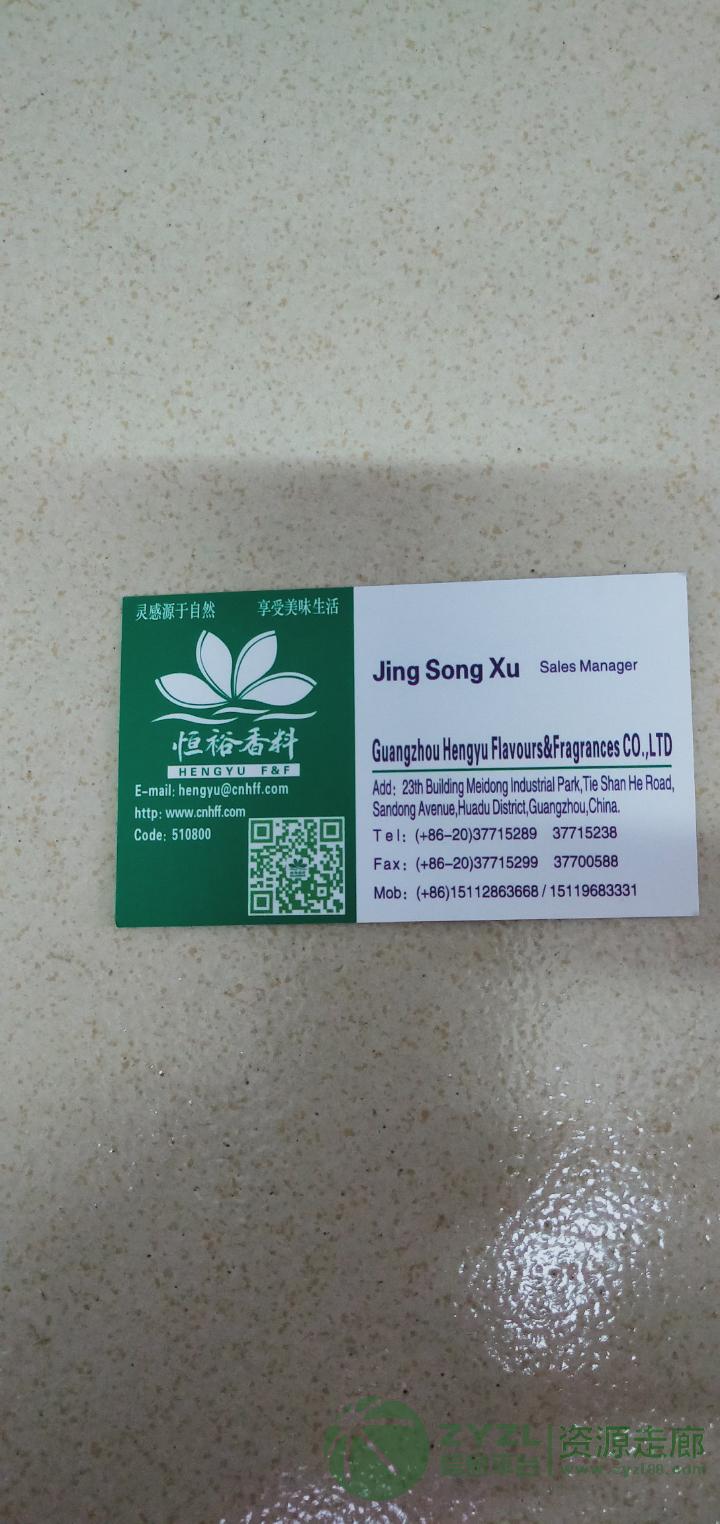 灵感源于自然 享受美味生活
恒裕香料
HENGYU F&F
E-mail: hengyu@cnhff.com
http: www.cnhff.com
Code: 510800
Jing Song Xu Sales Manager
Guangzhou Hengyu Flavours&Fragrances CO.,LTD
Add: 23th Building Meidong Industrial Park,Tie Shan He Road,
Sandong Avenue,Huadu District,Guangzhou,China.
Tel: (+86-20)37715289 37715238
Fax: (+86-20)37715299 37700588
Mob: (+86)15112863668 / 15119683331
ZYZL 资源走廊
www.zyzl88.com